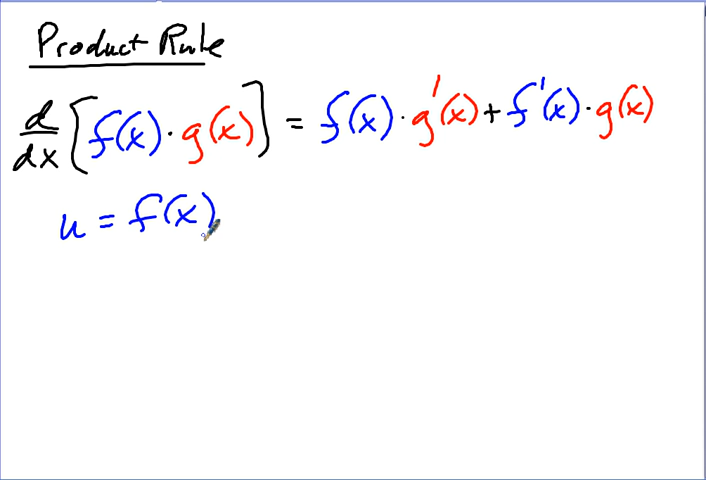 Product Rule
d/dx [f(x) · g(x)] = f(x) · g'(x) + f'(x) · g(x)
u = f(x)